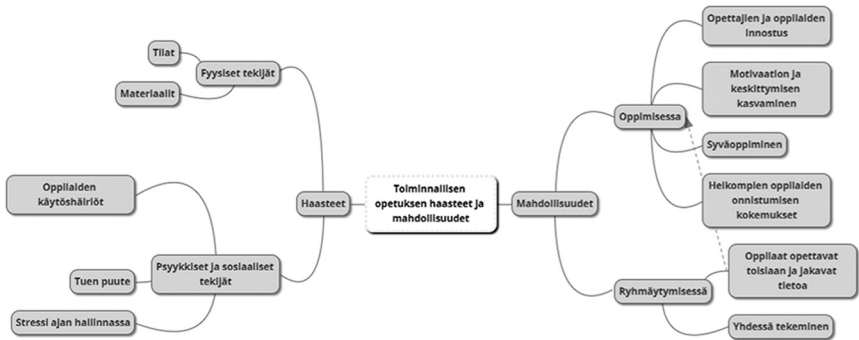 Toiminnallisen
opetuksen haasteet ja
mahdollisuudet
Haasteet
Fyysiset tekijät
Tilat
Materiaalit
Psyykkiset ja sosiaaliset
tekijät
Oppilaiden
käytöshäiriöt
Tuen puute
Stressi ajan hallinnassa
Mahdollisuudet
Oppimisessa
Opettajien ja oppilaiden
innostus
Motivaation ja
keskittymisen
kasvaminen
Syväoppiminen
Heikompien oppilaiden
onnistumisen
kokemukset
Ryhmäytymisessä
Oppilaat opettavat
toisiaan ja jakavat
tietoa
Yhdessä tekeminen